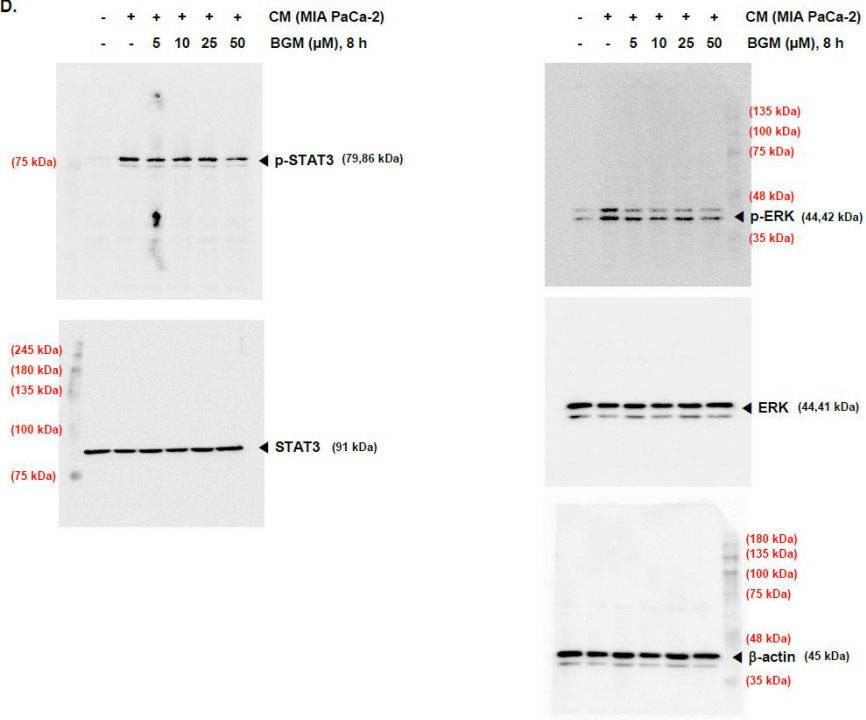 D.
- + + + + + CM (MIA PaCa-2)
- - 5 10 25 50 BGM (µM), 8 h
(75 kDa)
p-STAT3 (79,86 kDa)
(245 kDa)
(180 kDa)
(135 kDa)
(100 kDa)
STAT3 (91 kDa)
(75 kDa)
- + + + + + CM (MIA PaCa-2)
- - 5 10 25 50 BGM (µM), 8 h
(135 kDa)
(100 kDa)
(75 kDa)
(48 kDa)
p-ERK (44,42 kDa)
(35 kDa)
ERK (44,41 kDa)
(180 kDa)
(135 kDa)
(100 kDa)
(75 kDa)
(48 kDa)
β-actin (45 kDa)
(35 kDa)